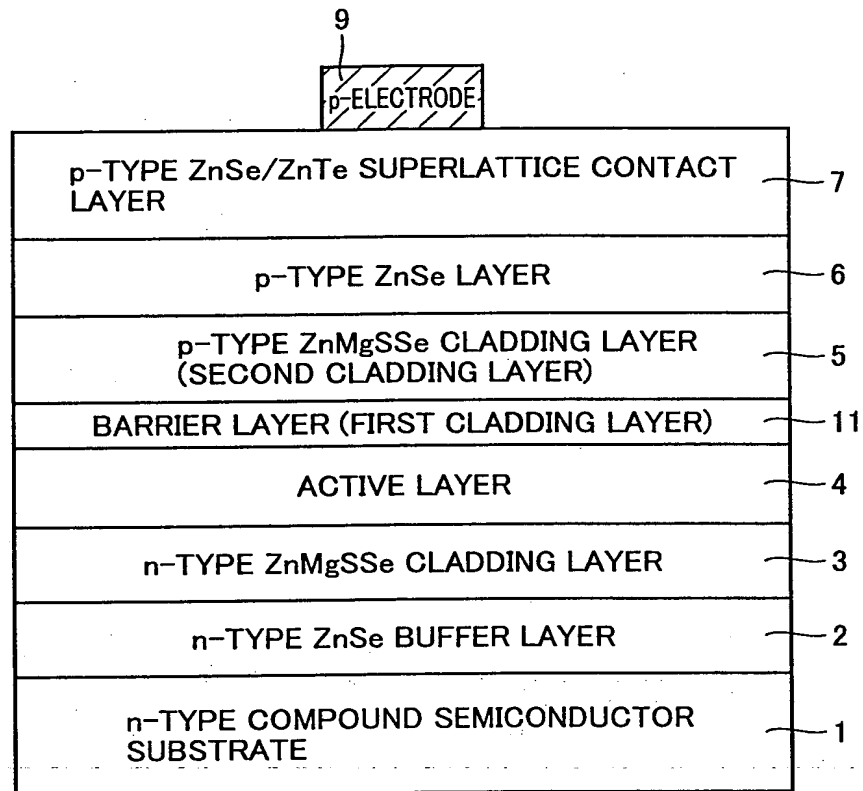 9
p-ELECTRODE
p-TYPE ZnSe/ZnTe SUPERLATTICE CONTACT
LAYER
7
p-TYPE ZnSe LAYER
6
p-TYPE ZnMgSSe CLADDING LAYER
(SECOND CLADDING LAYER)
5
BARRIER LAYER (FIRST CLADDING LAYER)
11
ACTIVE LAYER
4
n-TYPE ZnMgSSe CLADDING LAYER
3
n-TYPE ZnSe BUFFER LAYER
2
n-TYPE COMPOUND SEMICONDUCTOR
SUBSTRATE
1